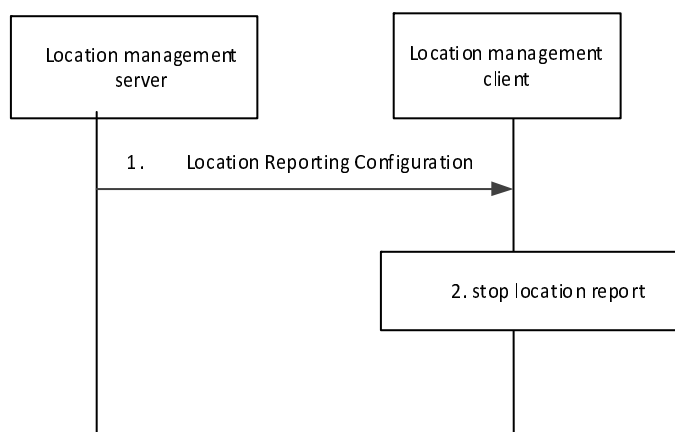 Location management
server
Location management
client
1. Location Reporting Configuration
2. stop location report